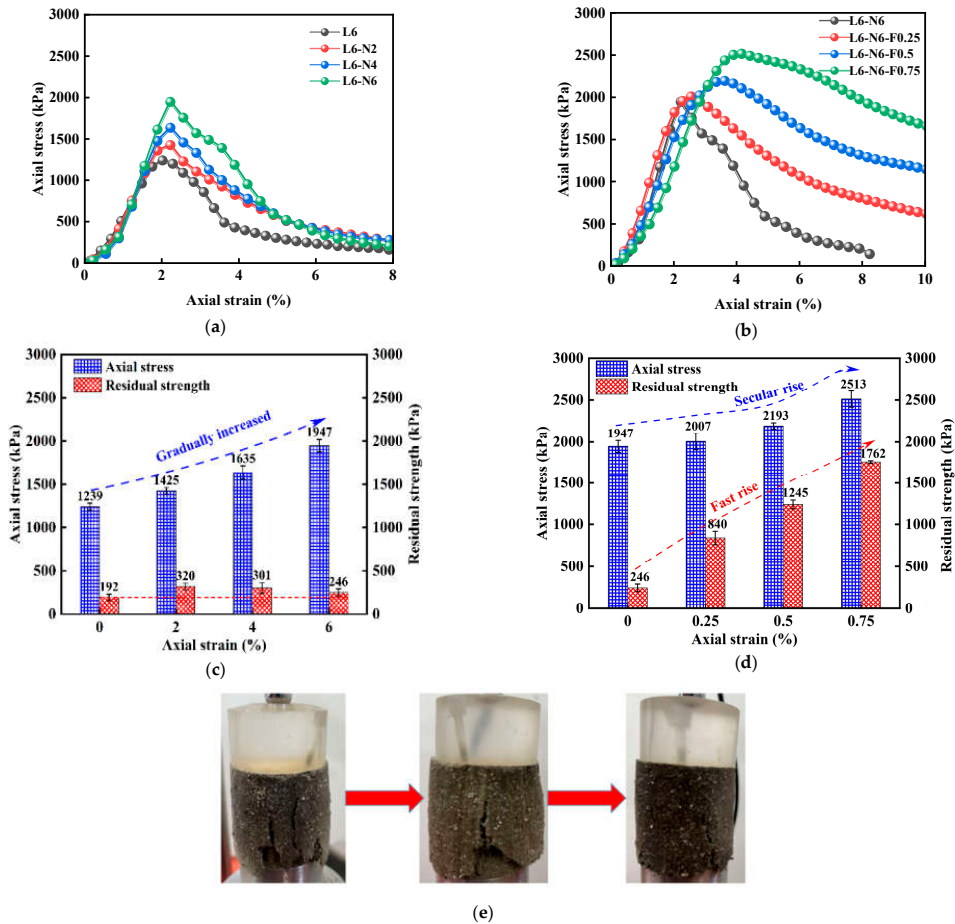 3000
2500
2000
1500
1000
500
0
0 2 4 6 8
Axial stress (kPa)
Axial strain (%)
L6
L6-N2
L6-N4
L6-N6
(a)
3000
2500
2000
1500
1000
500
0
0 2 4 6 8 10
Axial stress (kPa)
Axial strain (%)
L6-N6
L6-N6-F0.25
L6-N6-F0.5
L6-N6-F0.75
(b)
3000 3000
2500 2500
2000 2000
1500 1500
1000 1000
500 500
0 0
Axial stress (kPa)
Residual strength (kPa)
Axial stress
Residual strength
Gradually increased
1239 1425 1635 1947
192 320 301 246
0 2 4 6
Axial strain (%)
(c)
3000 3000
2500 2500
2000 2000
1500 1500
1000 1000
500 500
0 0
Axial stress (kPa)
Residual strength (kPa)
Axial stress
Residual strength
Secular rise
Fast rise
1947 2007 2193 2513
246 840 1245 1762
0 0.25 0.5 0.75
Axial strain (%)
(d)
(e)